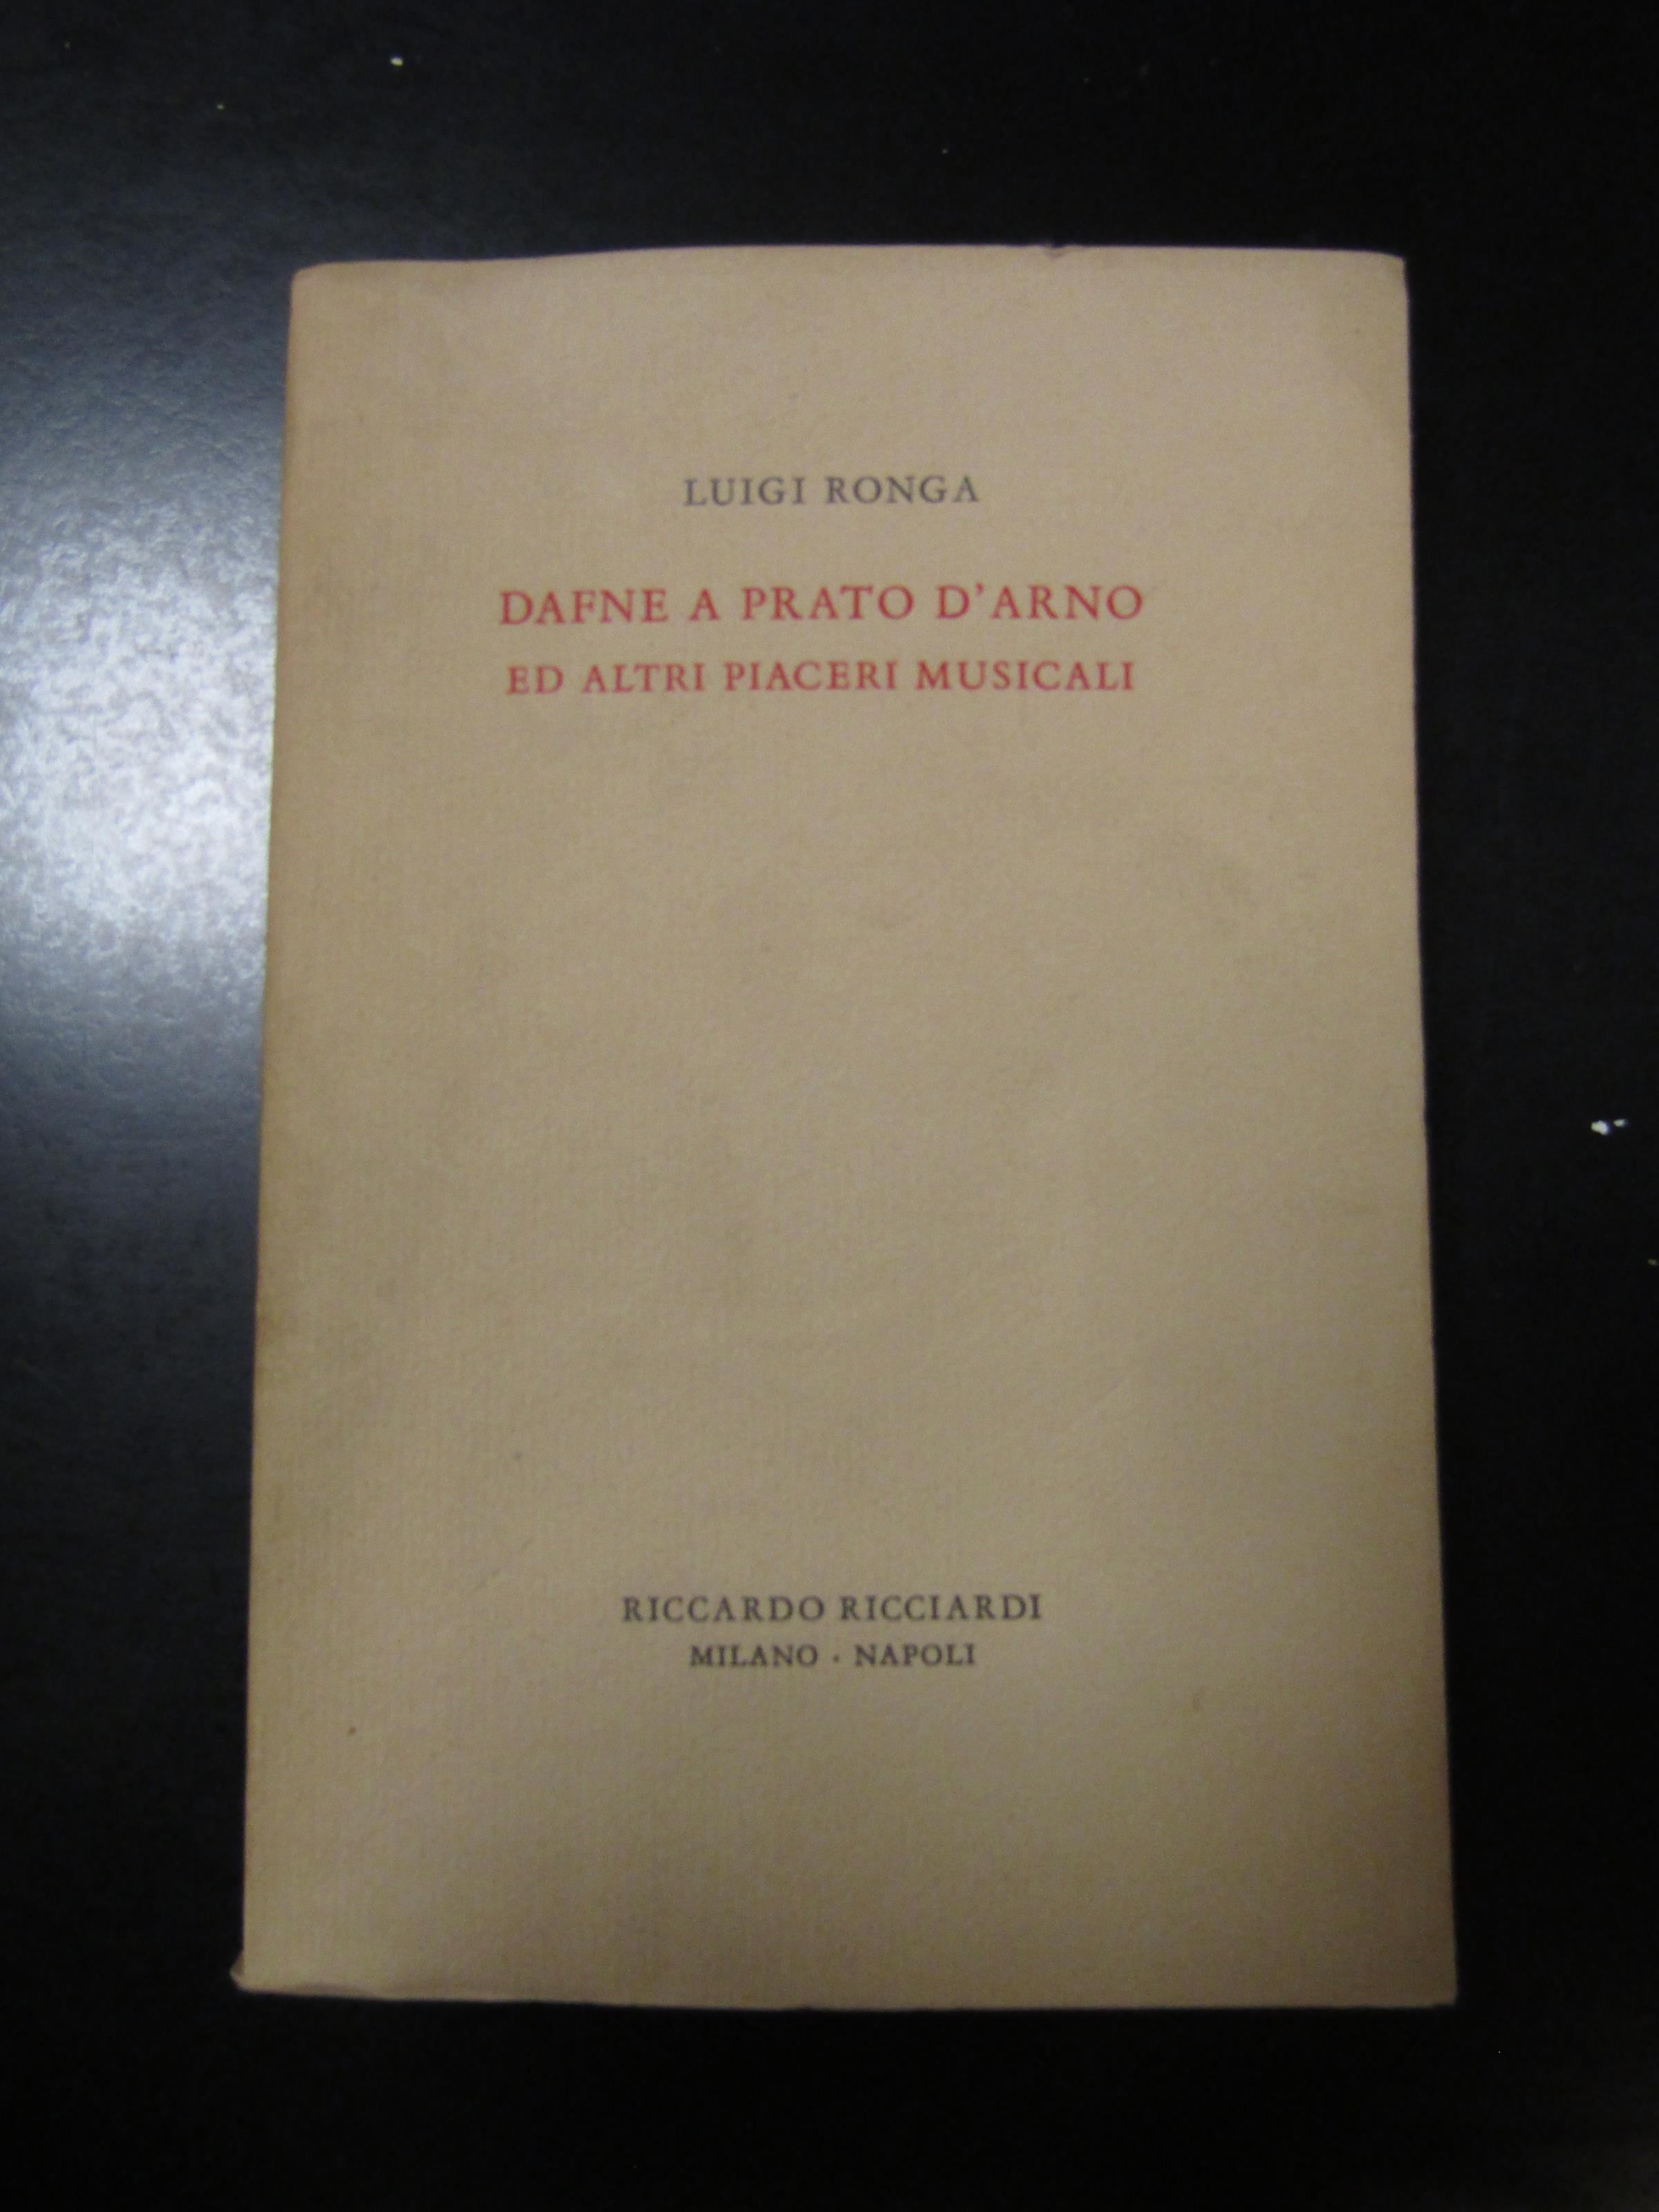 LUIGI RONGA
DAFNE A PRATO D'ARNO
ED ALTRI PIACERI MUSICALI
RICCARDO RICCIARDI
MILANO · NAPOLI